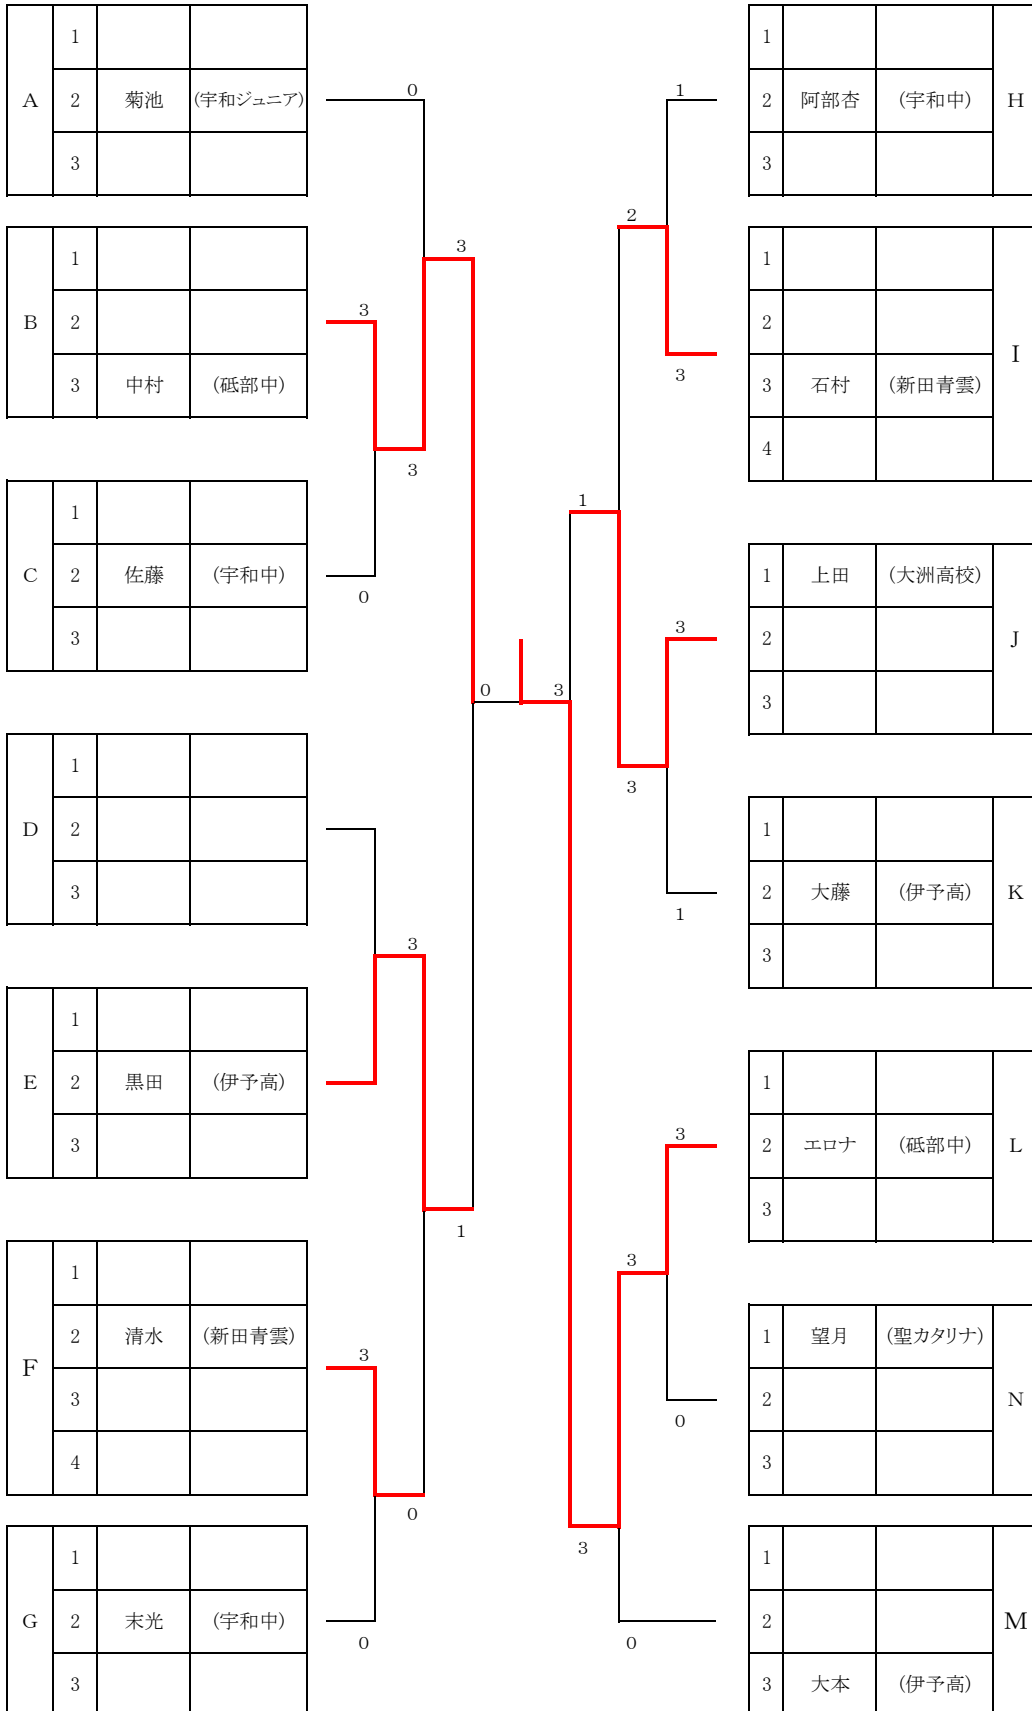 A
1
2 菊池 (宇和ジュニア)
3
B
1
2
3 中村 (砥部中)
C
1
2 佐藤 (宇和中)
3
D
1
2
3
E
1
2 黒田 (伊予高)
3
F
1
2 清水 (新田青雲)
3
4
G
1
2 末光 (宇和中)
3
0
3
3
3
0
3
1
3
0
0
0
3
1
2
3
1
3
3
1
3
3
0
3
0
H
1
2 阿部杏 (宇和中)
3
I
1
2
3 石村 (新田青雲)
4
J
1 上田 (大洲高校)
2
3
K
1
2 大藤 (伊予高)
3
L
1
2 エロナ (砥部中)
3
N
1 望月 (聖カタリナ)
2
3
M
1
2
3 大本 (伊予高)